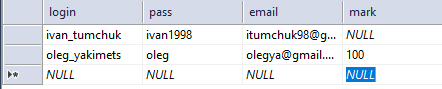 login pass email mark
ivan_tumchuk ivan1998 itumchuk98@g... NULL
oleg_yakimets oleg olegya@gmail.... 100
NULL NULL NULL NULL